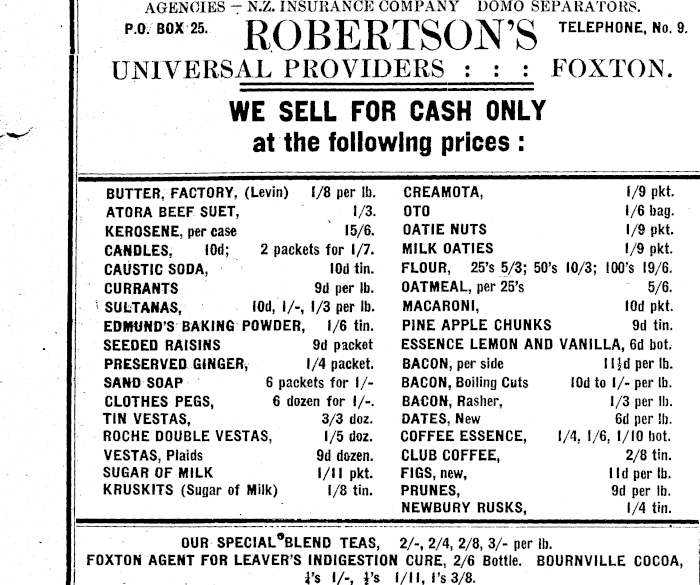 AGENCIES — N.Z. INSURANCE COMPANY DOMO SEPARATORS.
P.O. BOX 25. ROBERTSON'S TELEPHONE, No. 9.
UNIVERSAL PROVIDERS : : : FOXTON.
WE SELL FOR CASH ONLY
at the following prices :
BUTTER, FACTORY, (Levin) 1/8 per lb.
ATORA BEEF SUET, 1/3.
KEROSENE, per case 15/6.
CANDLES, 10d; 2 packets for 1/7.
CAUSTIC SODA, 10d tin.
CURRANTS 9d per lb.
SULTANAS, 10d, 1/-, 1/3 per lb.
EDMUND'S BAKING POWDER, 1/6 tin.
SEEDED RAISINS 9d packet
PRESERVED GINGER, 1/4 packet.
SAND SOAP 6 packets for 1/-
CLOTHES PEGS, 6 dozen for 1/-.
TIN VESTAS, 3/3 doz.
ROCHE DOUBLE VESTAS, 1/5 doz.
VESTAS, Plaids 9d dozen.
SUGAR OF MILK 1/11 pkt.
KRUSKITS (Sugar of Milk) 1/8 tin.
CREAMOTA, 1/9 pkt.
OTO 1/6 bag.
OATIE NUTS 1/9 pkt.
MILK OATIES 1/9 pkt.
FLOUR, 25's 5/3; 50's 10/3; 100's 19/6.
OATMEAL, per 25's 5/6.
MACARONI, 10d pkt.
PINE APPLE CHUNKS 9d tin.
ESSENCE LEMON AND VANILLA, 6d bot.
BACON, per side 11½d per lb.
BACON, Boiling Cuts 10d to 1/- per lb.
BACON, Rasher, 1/3 per lb.
DATES, New 6d per lb.
COFFEE ESSENCE, 1/4, 1/6, 1/10 bot.
CLUB COFFEE, 2/8 tin.
FIGS, new, 11d per lb.
PRUNES, 9d per lb.
NEWBURY RUSKS, 1/4 tin.
OUR SPECIAL BLEND TEAS, 2/-, 2/4, 2/8, 3/- per lb.
FOXTON AGENT FOR LEAVER'S INDIGESTION CURE, 2/6 Bottle. BOURNVILLE COCOA,
¼'s 1/-, ½'s 1/11, 1's 3/8.